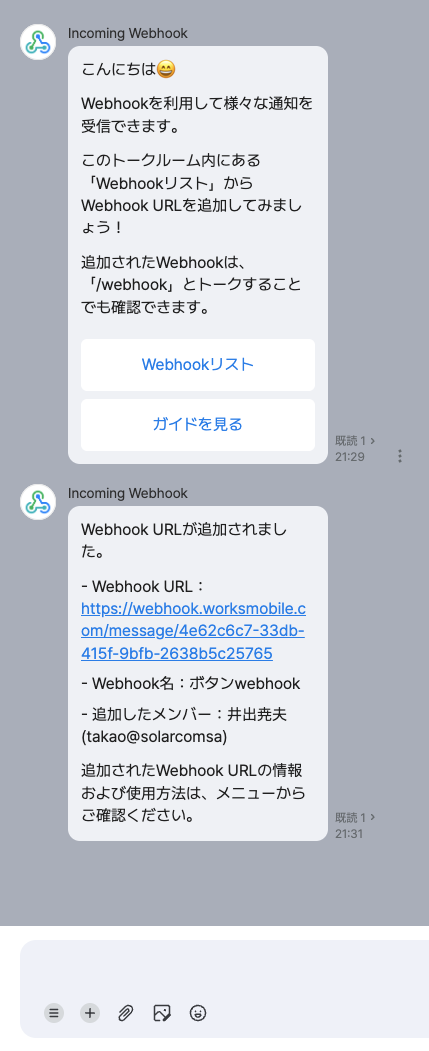 Incoming Webhook
こんにちは😄
Webhookを利用して様々な通知を
受信できます。
このトークルーム内にある
「Webhookリスト」から
Webhook URLを追加してみまし
ょう！
追加されたWebhookは、
「/webhook」とトークすること
でも確認できます。
Webhookリスト
ガイドを見る
既読 1 >
21:29
Incoming Webhook
Webhook URLが追加されまし
た。
- Webhook URL：
https://webhook.worksmobile.c
om/message/4e62c6c7-33db-
415f-9bfb-2638b5c25765
- Webhook名：ボタンwebhook
- 追加したメンバー：井出尭夫
(takao@solarcomsa)
追加されたWebhook URLの情報
および使用方法は、メニューから
ご確認ください。
既読 1 >
21:31